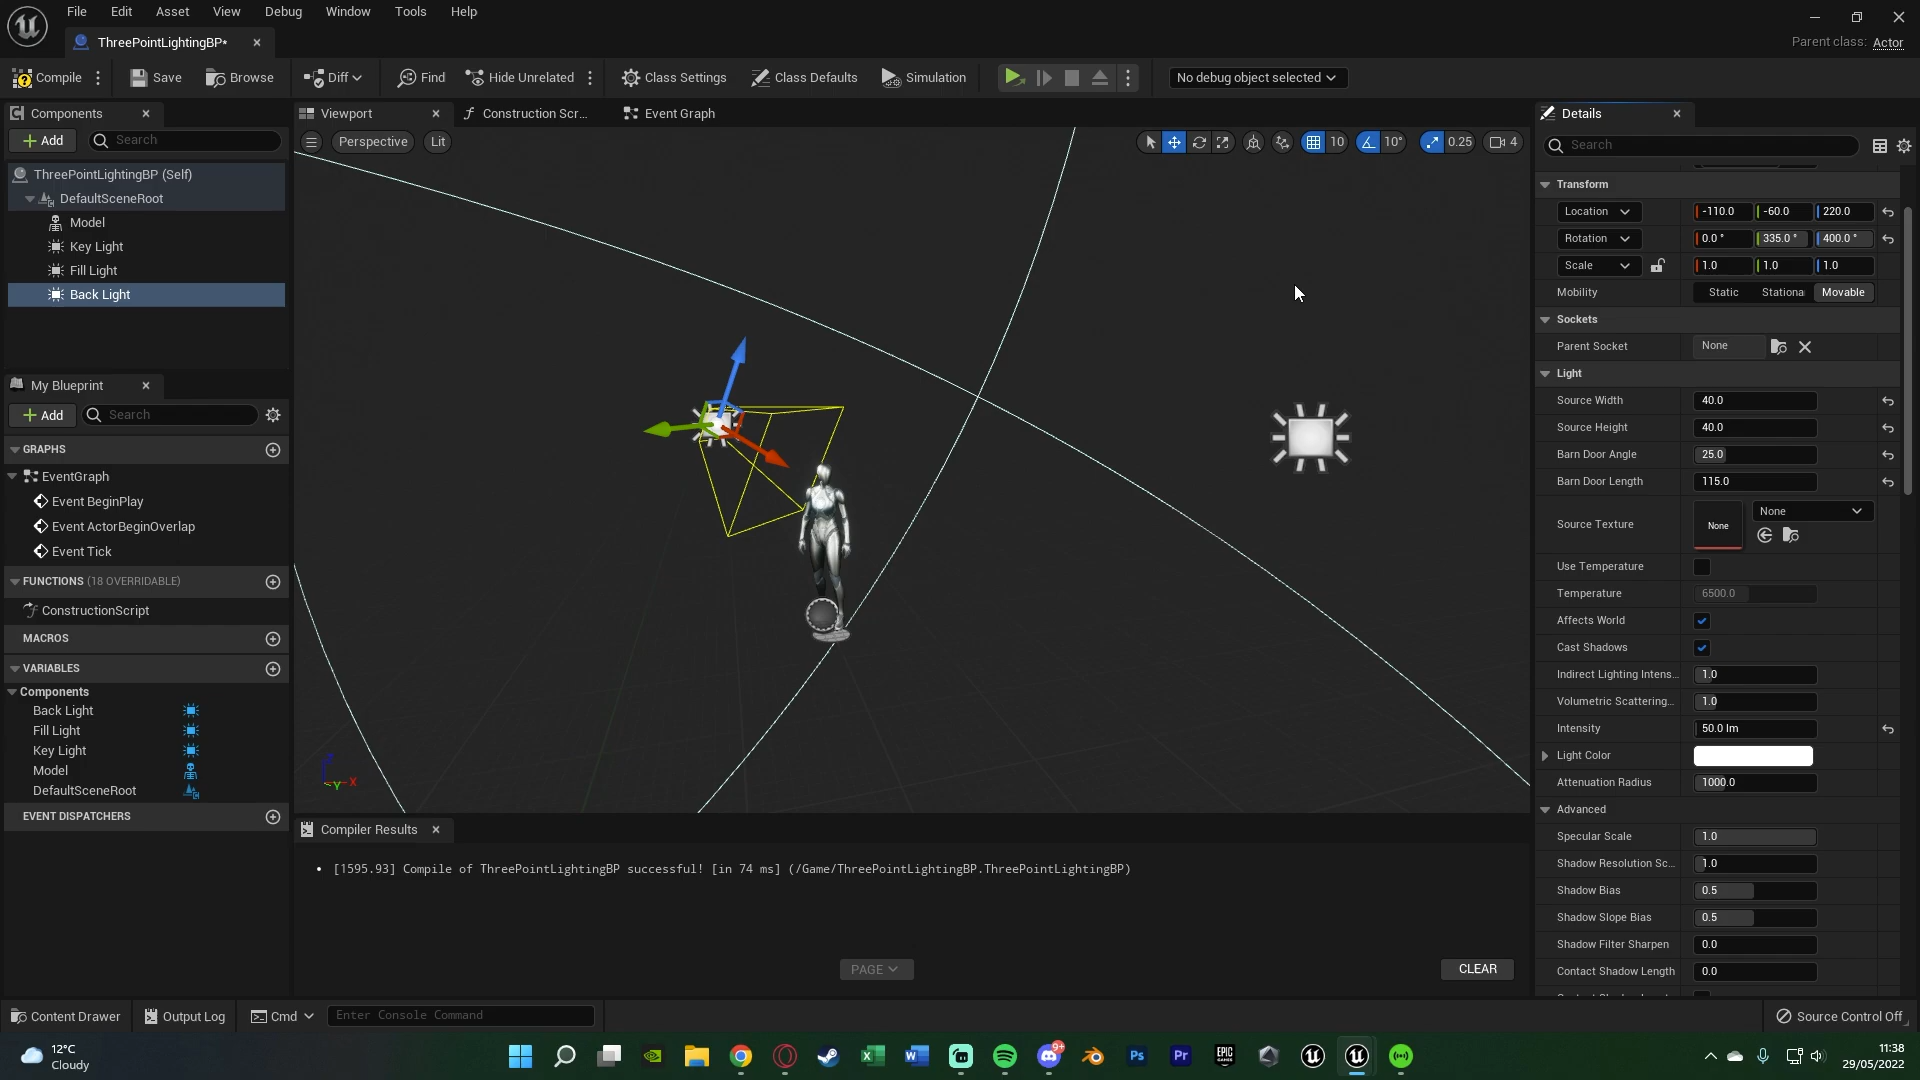 File Edit Asset View Debug Window Tools Help
ThreePointLightingBP*
Parent class: Actor
Compile Save Browse Diff Find Hide Unrelated Class Settings Class Defaults Simulation No debug object selected
Components
Add Search
ThreePointLightingBP (Self)
DefaultSceneRoot
Model
Key Light
Fill Light
Back Light
My Blueprint
Add Search
GRAPHS
EventGraph
Event BeginPlay
Event ActorBeginOverlap
Event Tick
FUNCTIONS (18 OVERRIDABLE)
ConstructionScript
MACROS
VARIABLES
Components
Back Light
Fill Light
Key Light
Model
DefaultSceneRoot
EVENT DISPATCHERS
Viewport Construction Scr... Event Graph
Perspective Lit 10 10° 0.25 4
X
Y
Compiler Results
[1595.93] Compile of ThreePointLightingBP successful! [in 74 ms] (/Game/ThreePointLightingBP.ThreePointLightingBP)
PAGE CLEAR
Details
Search
Transform
Location -110.0 -60.0 220.0
Rotation 0.0 ° 335.0 ° 400.0 °
Scale 1.0 1.0 1.0
Mobility Static Stationa Movable
Sockets
Parent Socket None
Light
Source Width 40.0
Source Height 40.0
Barn Door Angle 25.0
Barn Door Length 115.0
Source Texture None None
Use Temperature
Temperature 6500.0
Affects World
Cast Shadows
Indirect Lighting Intens... 1.0
Volumetric Scattering... 1.0
Intensity 50.0 lm
Light Color
Attenuation Radius 1000.0
Advanced
Specular Scale 1.0
Shadow Resolution Sc... 1.0
Shadow Bias 0.5
Shadow Slope Bias 0.5
Shadow Filter Sharpen 0.0
Contact Shadow Length 0.0
Content Drawer Output Log Cmd Enter Console Command Source Control Off
12°C
Cloudy
9+
Ps
Pr
EPIC
GAMES
11:38
29/05/2022